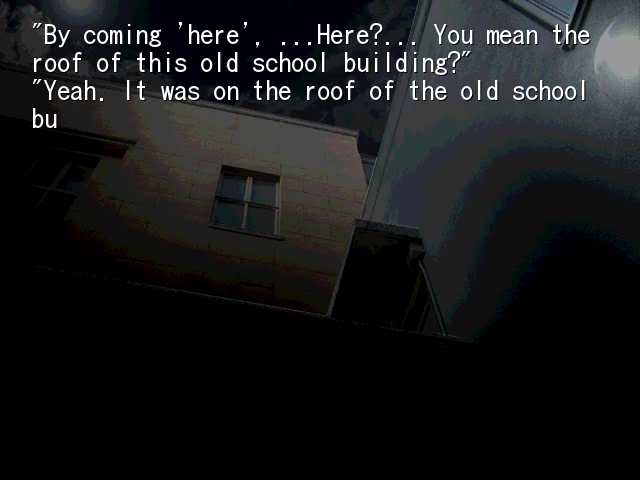 "By coming 'here', ...Here?... You mean the
roof of this old school building?"
"Yeah. It was on the roof of the old school
bu